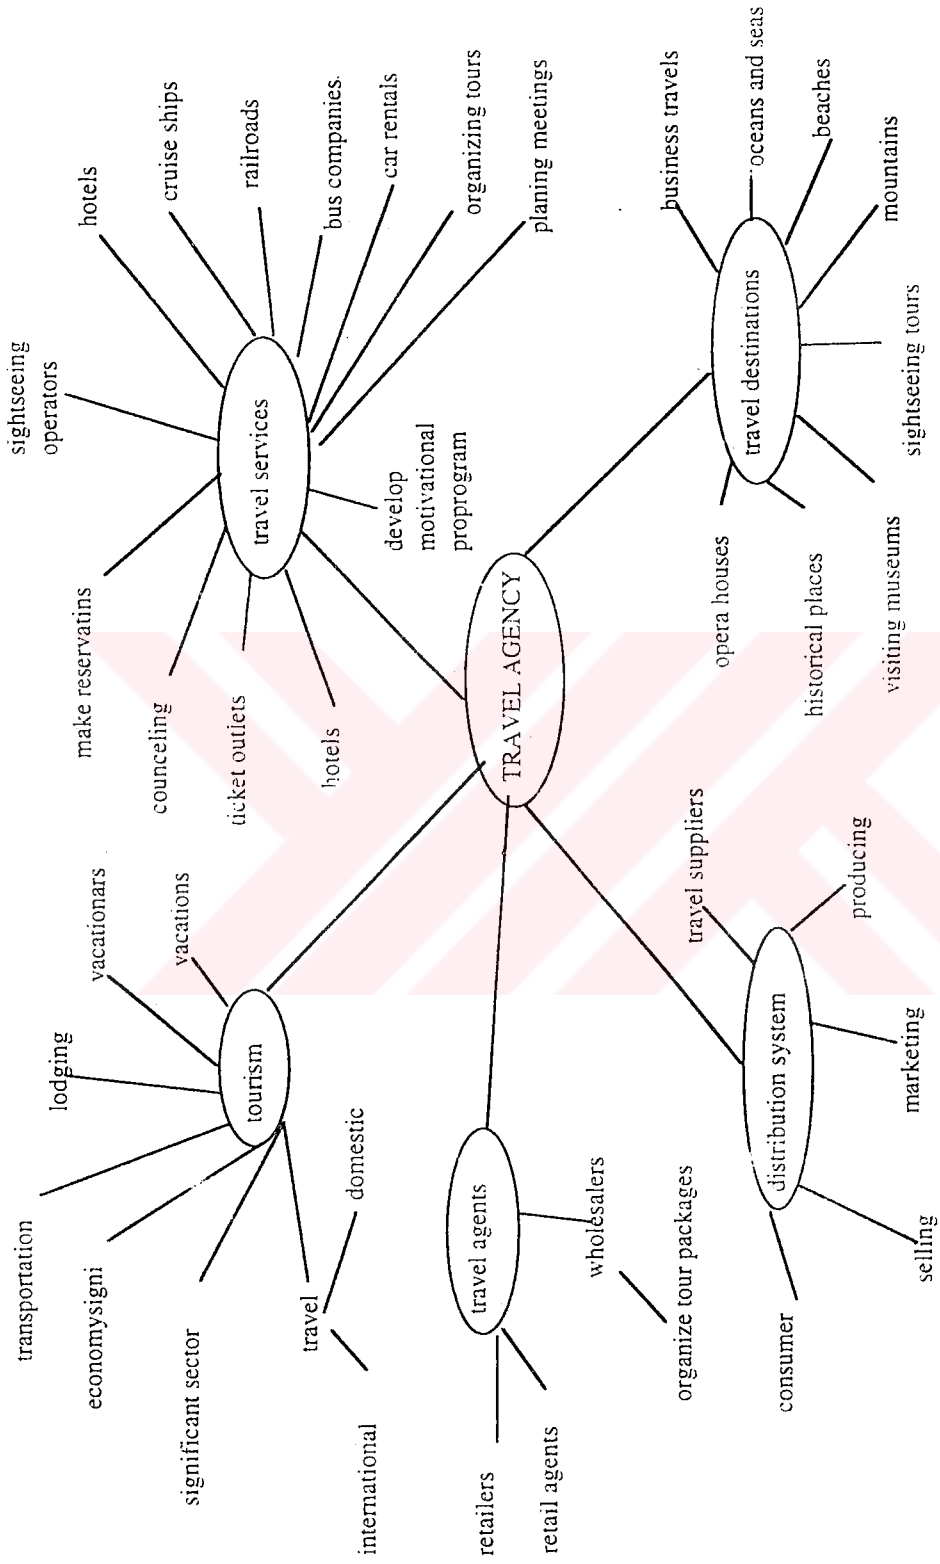 transportation
lodging
vacationars
vacations
economysigni
significant sector
tourism
travel
domestic
international
sightseeing
operators
hotels
cruise ships
railroads
bus companies.
car rentals
organizing tours
planing meetings
make reservatins
counceling
ticket outlets
hotels
travel services
develop
motivational
proprogram
TRAVEL AGENCY
travel agents
retailers
retail agents
wholesalers
organize tour packages
travel suppliers
distribution system
consumer
producing
marketing
selling
business travels
oceans and seas
beaches
mountains
travel destinations
opera houses
historical places
visiting museums
sightseeing tours